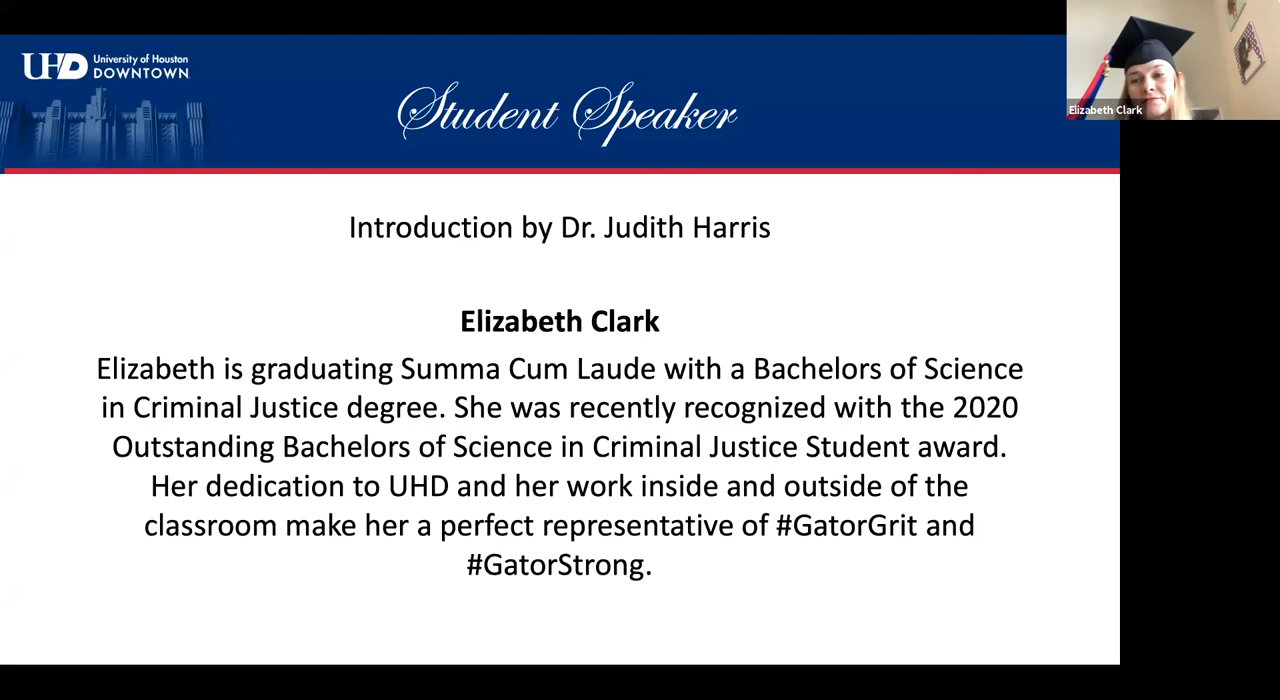 UHD University of Houston
DOWNTOWN
Student Speaker
Elizabeth Clark
Introduction by Dr. Judith Harris
Elizabeth Clark
Elizabeth is graduating Summa Cum Laude with a Bachelors of Science
in Criminal Justice degree. She was recently recognized with the 2020
Outstanding Bachelors of Science in Criminal Justice Student award.
Her dedication to UHD and her work inside and outside of the
classroom make her a perfect representative of #GatorGrit and
#GatorStrong.